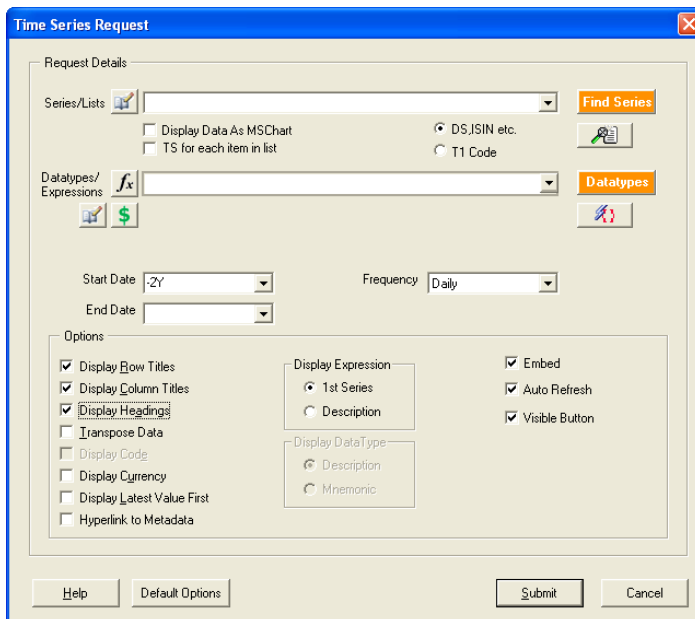 Time Series Request
Request Details
Series/Lists
Find Series
Display Data As MSChart
DS,ISIN etc.
TS for each item in list
T1 Code
Datatypes/
Expressions
fx
Datatypes
$
Start Date
-2Y
Frequency
Daily
End Date
Options
Display Row Titles
Display Column Titles
Display Headings
Transpose Data
Display Code
Display Currency
Display Latest Value First
Hyperlink to Metadata
Display Expression
1st Series
Description
Display DataType
Description
Mnemonic
Embed
Auto Refresh
Visible Button
Help
Default Options
Submit
Cancel